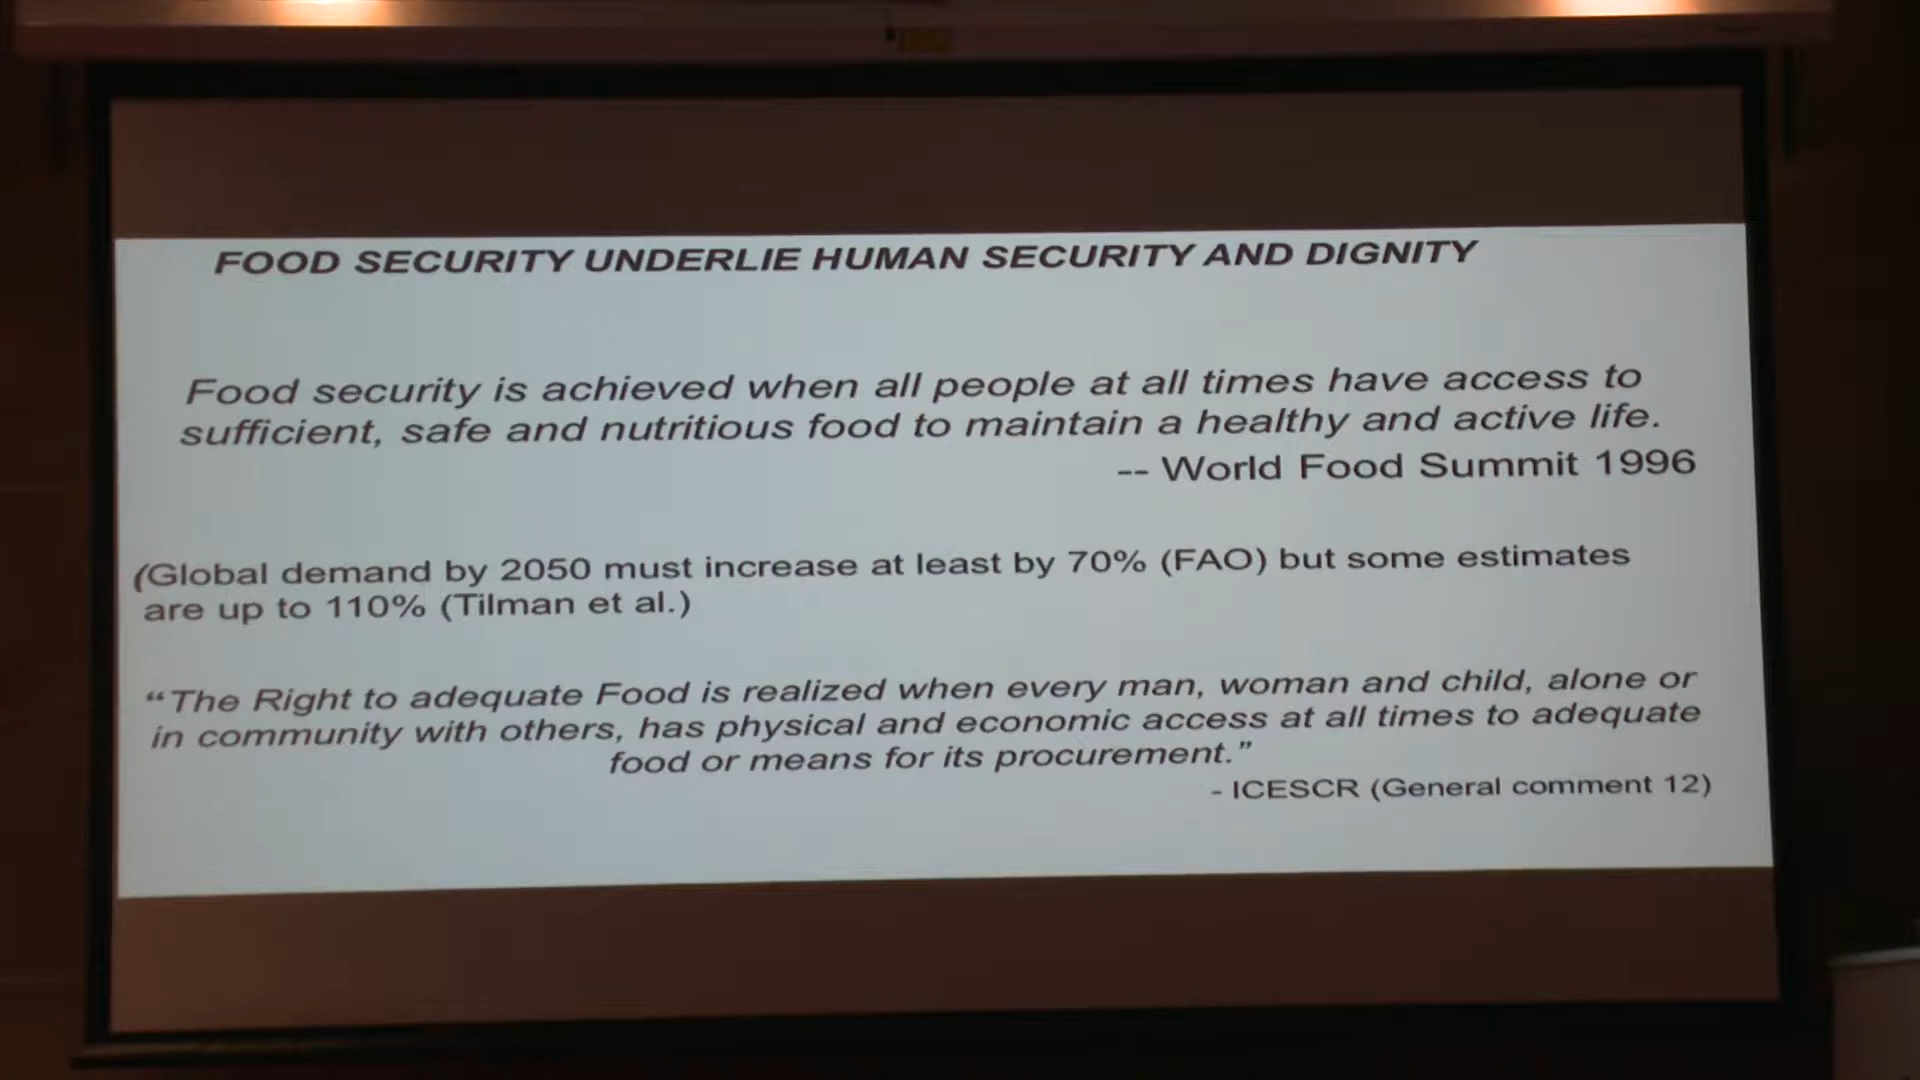 FOOD SECURITY UNDERLIE HUMAN SECURITY AND DIGNITY
Food security is achieved when all people at all times have access to
sufficient, safe and nutritious food to maintain a healthy and active life.
-- World Food Summit 1996
(Global demand by 2050 must increase at least by 70% (FAO) but some estimates
are up to 110% (Tilman et al.)
“The Right to adequate Food is realized when every man, woman and child, alone or
in community with others, has physical and economic access at all times to adequate
food or means for its procurement.”
- ICESCR (General comment 12)